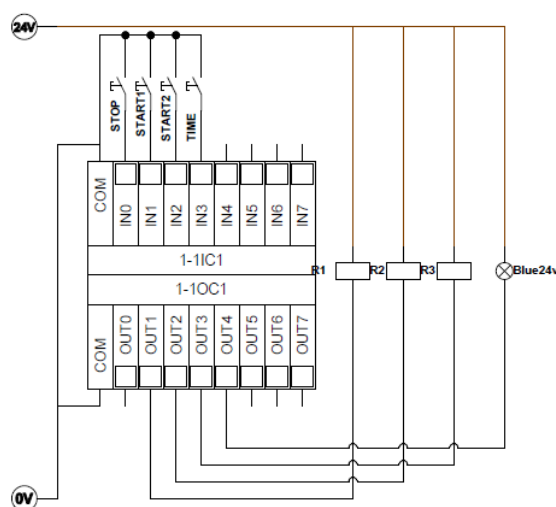 24V
STOP
START1
START2
TIME
COM
IN0
IN1
IN2
IN3
IN4
IN5
IN6
IN7
1-1IC1
1-1OC1
COM
OUT0
OUT1
OUT2
OUT3
OUT4
OUT5
OUT6
OUT7
R1
R2
R3
Blue24v
0V